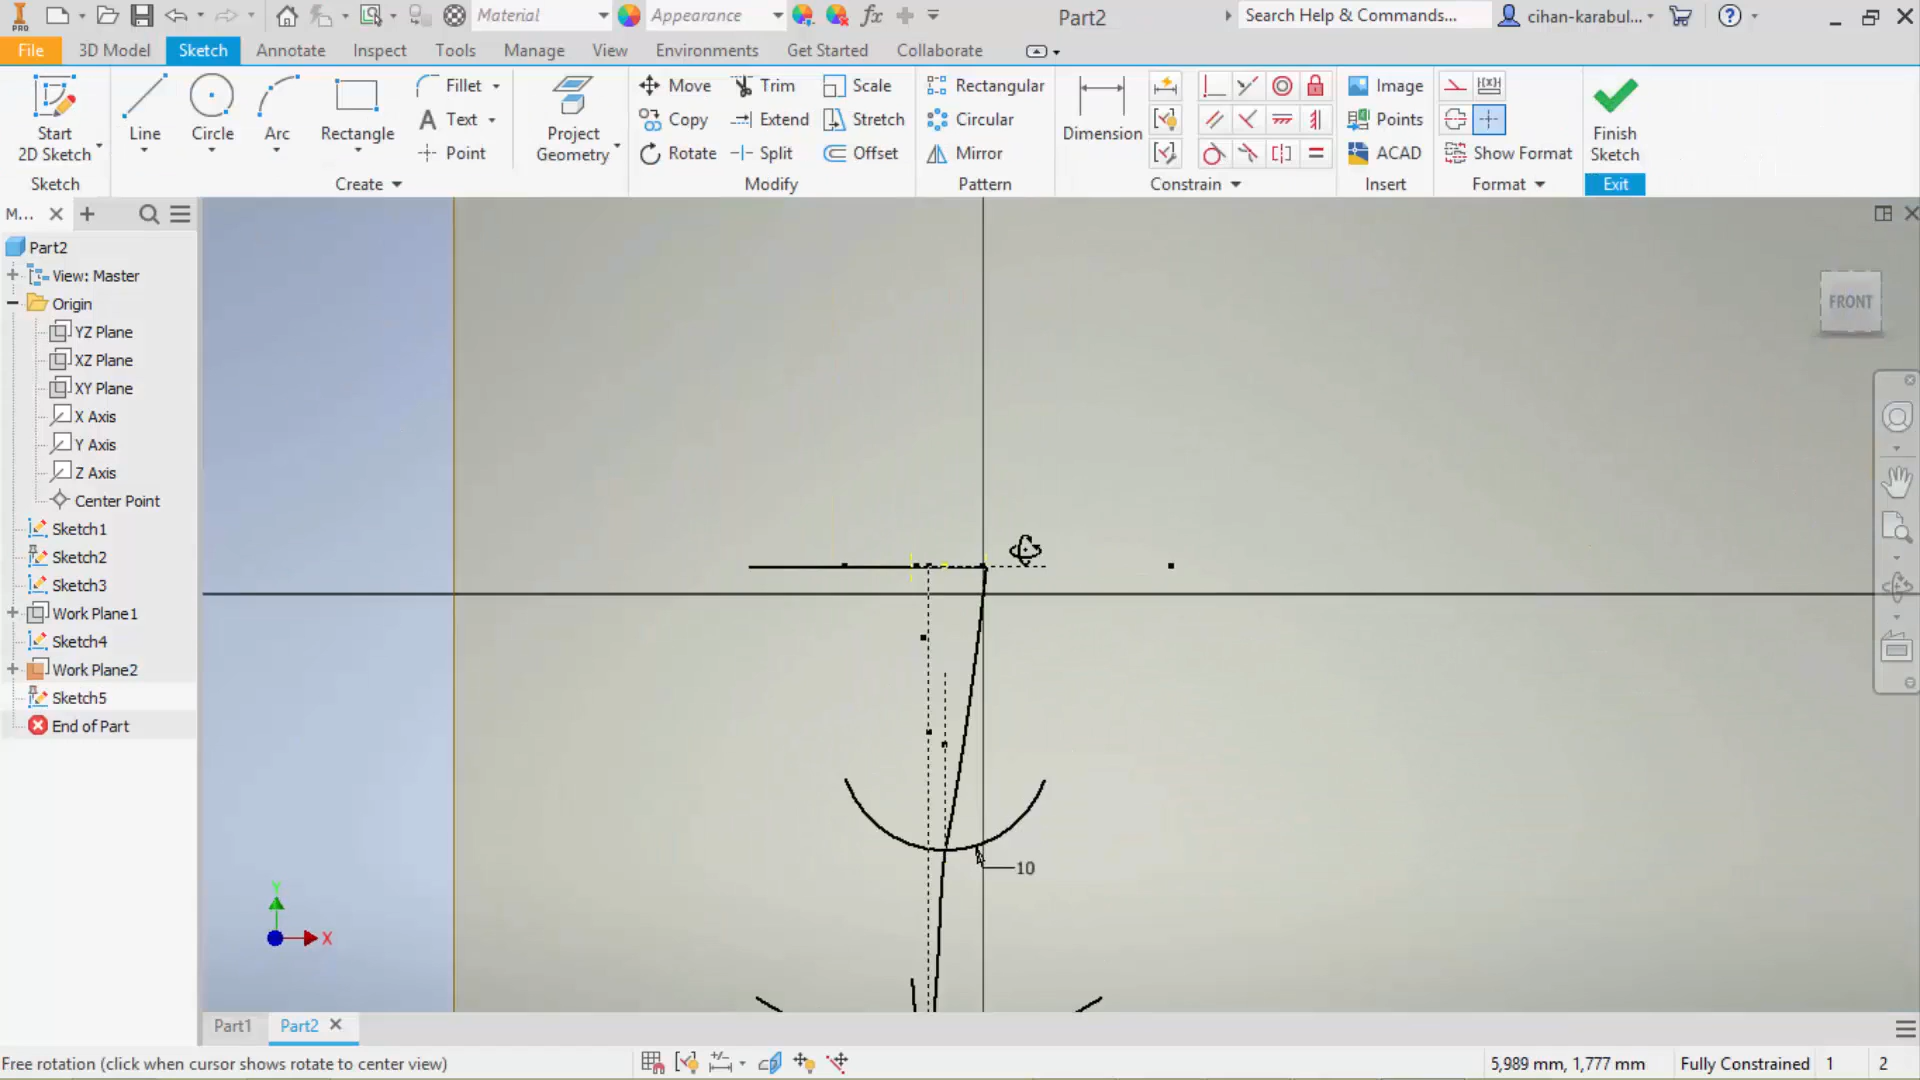 PRO
Material
Appearance
fx
Part2
Search Help & Commands...
cihan-karabul...
File
3D Model
Sketch
Annotate
Inspect
Tools
Manage
View
Environments
Get Started
Collaborate
Start
2D Sketch
Line
Circle
Arc
Rectangle
Fillet
Text
Point
Project
Geometry
Move
Copy
Rotate
Trim
Extend
Split
Scale
Stretch
Offset
Rectangular
Circular
Mirror
Dimension
Image
Points
ACAD
Show Format
Finish
Sketch
Sketch
Create
Modify
Pattern
Constrain
Insert
Format
Exit
M...
Part2
View: Master
Origin
YZ Plane
XZ Plane
XY Plane
X Axis
Y Axis
Z Axis
Center Point
Sketch1
Sketch2
Sketch3
Work Plane1
Sketch4
Work Plane2
Sketch5
End of Part
FRONT
10
Y
X
Part1
Part2
Free rotation (click when cursor shows rotate to center view)
5,989 mm, 1,777 mm
Fully Constrained
1
2